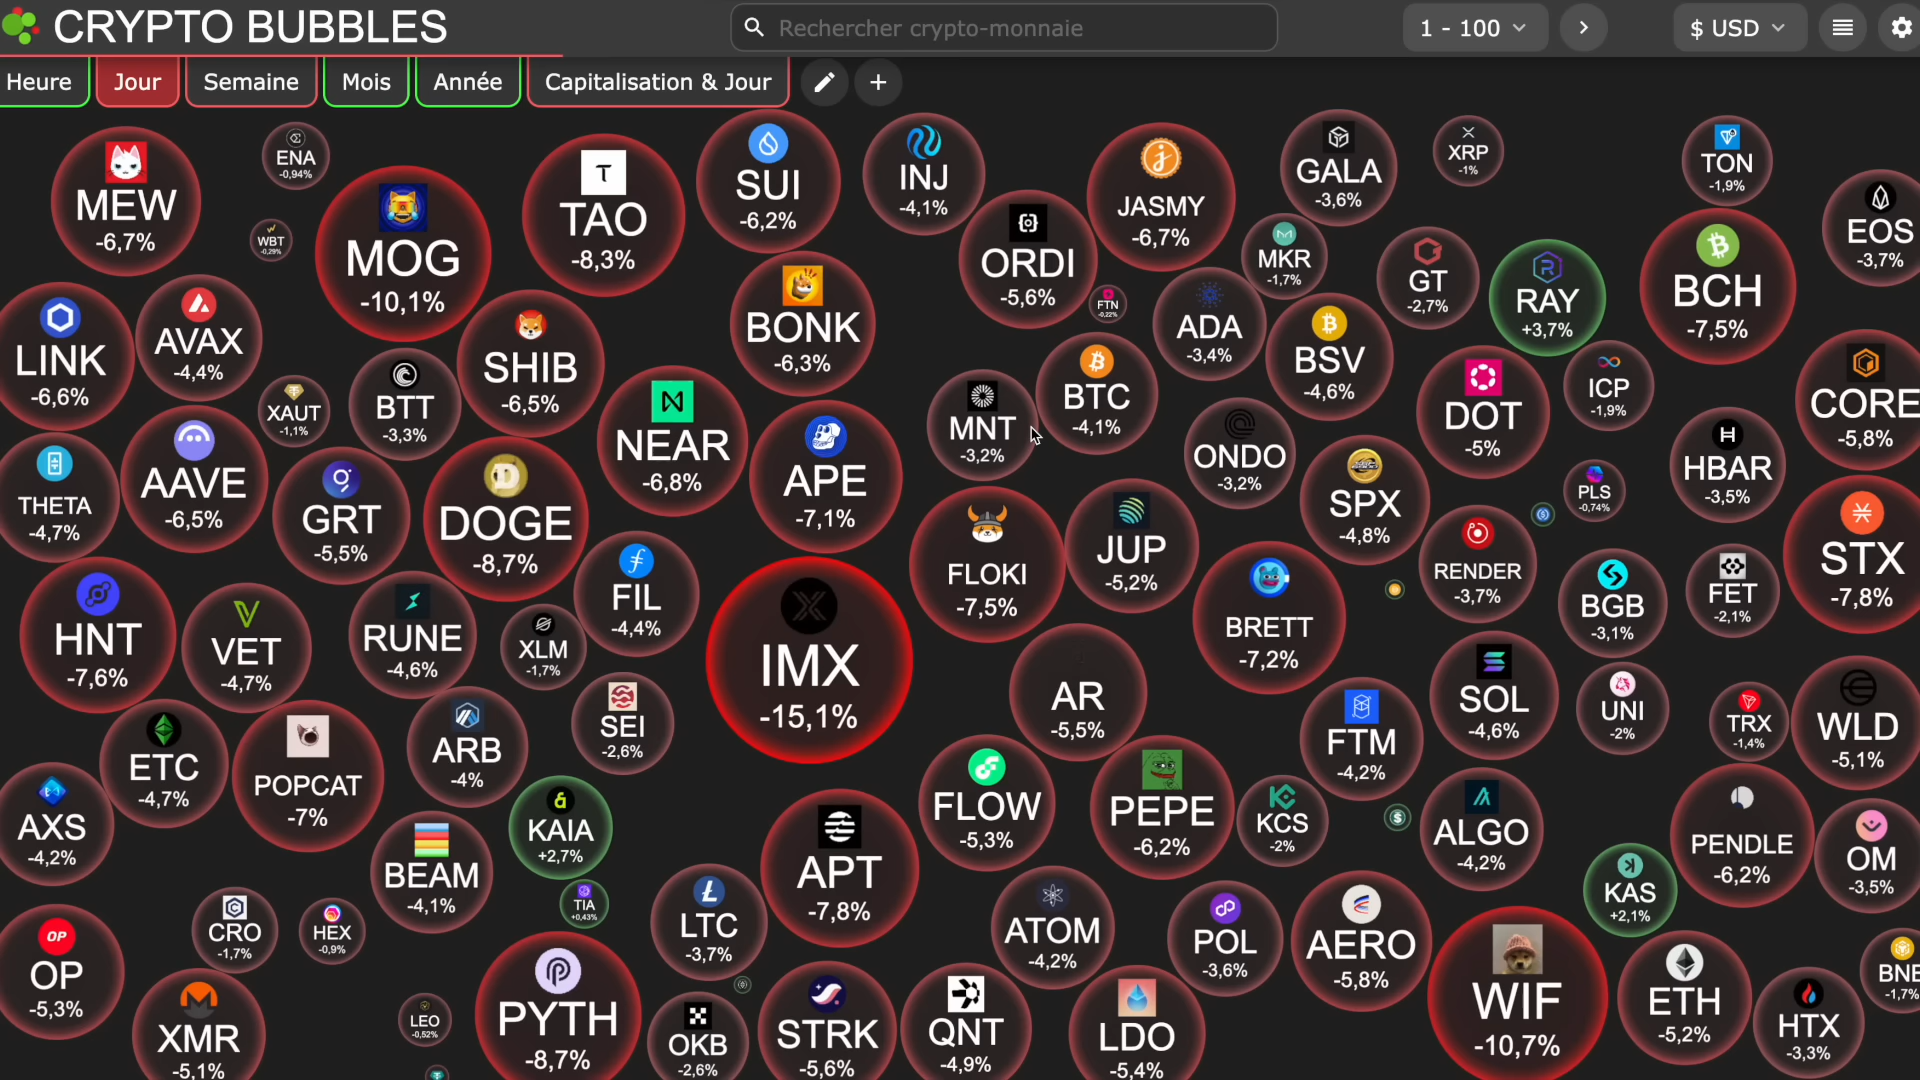 CRYPTO BUBBLES
Rechercher crypto-monnaie
1 - 100
$ USD
Heure
Jour
Semaine
Mois
Année
Capitalisation & Jour
MEW
-6,7%
ENA
-0,94%
WBT
-0,29%
MOG
-10,1%
TAO
-8,3%
SUI
-6,2%
INJ
-4,1%
ORDI
-5,6%
JASMY
-6,7%
GALA
-3,6%
XRP
-1%
TON
-1,9%
EOS
-3,7%
MKR
-1,7%
GT
-2,7%
RAY
+3,7%
BCH
-7,5%
LINK
-6,6%
AVAX
-4,4%
SHIB
-6,5%
BONK
-6,3%
FTN
-0,22%
ADA
-3,4%
BSV
-4,6%
XAUT
-1,1%
BTT
-3,3%
NEAR
-6,8%
MNT
-3,2%
BTC
-4,1%
DOT
-5%
ICP
-1,9%
CORE
-5,8%
THETA
-4,7%
AAVE
-6,5%
GRT
-5,5%
DOGE
-8,7%
APE
-7,1%
ONDO
-3,2%
SPX
-4,8%
PLS
-0,74%
HBAR
-3,5%
FLOKI
-7,5%
JUP
-5,2%
RENDER
-3,7%
STX
-7,8%
HNT
-7,6%
VET
-4,7%
RUNE
-4,6%
XLM
-1,7%
FIL
-4,4%
IMX
-15,1%
BRETT
-7,2%
BGB
-3,1%
FET
-2,1%
ETC
-4,7%
POPCAT
-7%
ARB
-4%
SEI
-2,6%
AR
-5,5%
FTM
-4,2%
SOL
-4,6%
UNI
-2%
TRX
-1,4%
WLD
-5,1%
AXS
-4,2%
BEAM
-4,1%
KAIA
+2,7%
FLOW
-5,3%
PEPE
-6,2%
KCS
-2%
ALGO
-4,2%
PENDLE
-6,2%
OM
-3,5%
TIA
+0,43%
APT
-7,8%
KAS
+2,1%
OP
-5,3%
CRO
-1,7%
HEX
-0,9%
LTC
-3,7%
ATOM
-4,2%
POL
-3,6%
AERO
-5,8%
WIF
-10,7%
ETH
-5,2%
BNB
-1,7%
XMR
-5,1%
LEO
-0,52%
PYTH
-8,7%
OKB
-2,6%
STRK
-5,6%
QNT
-4,9%
LDO
-5,4%
HTX
-3,3%